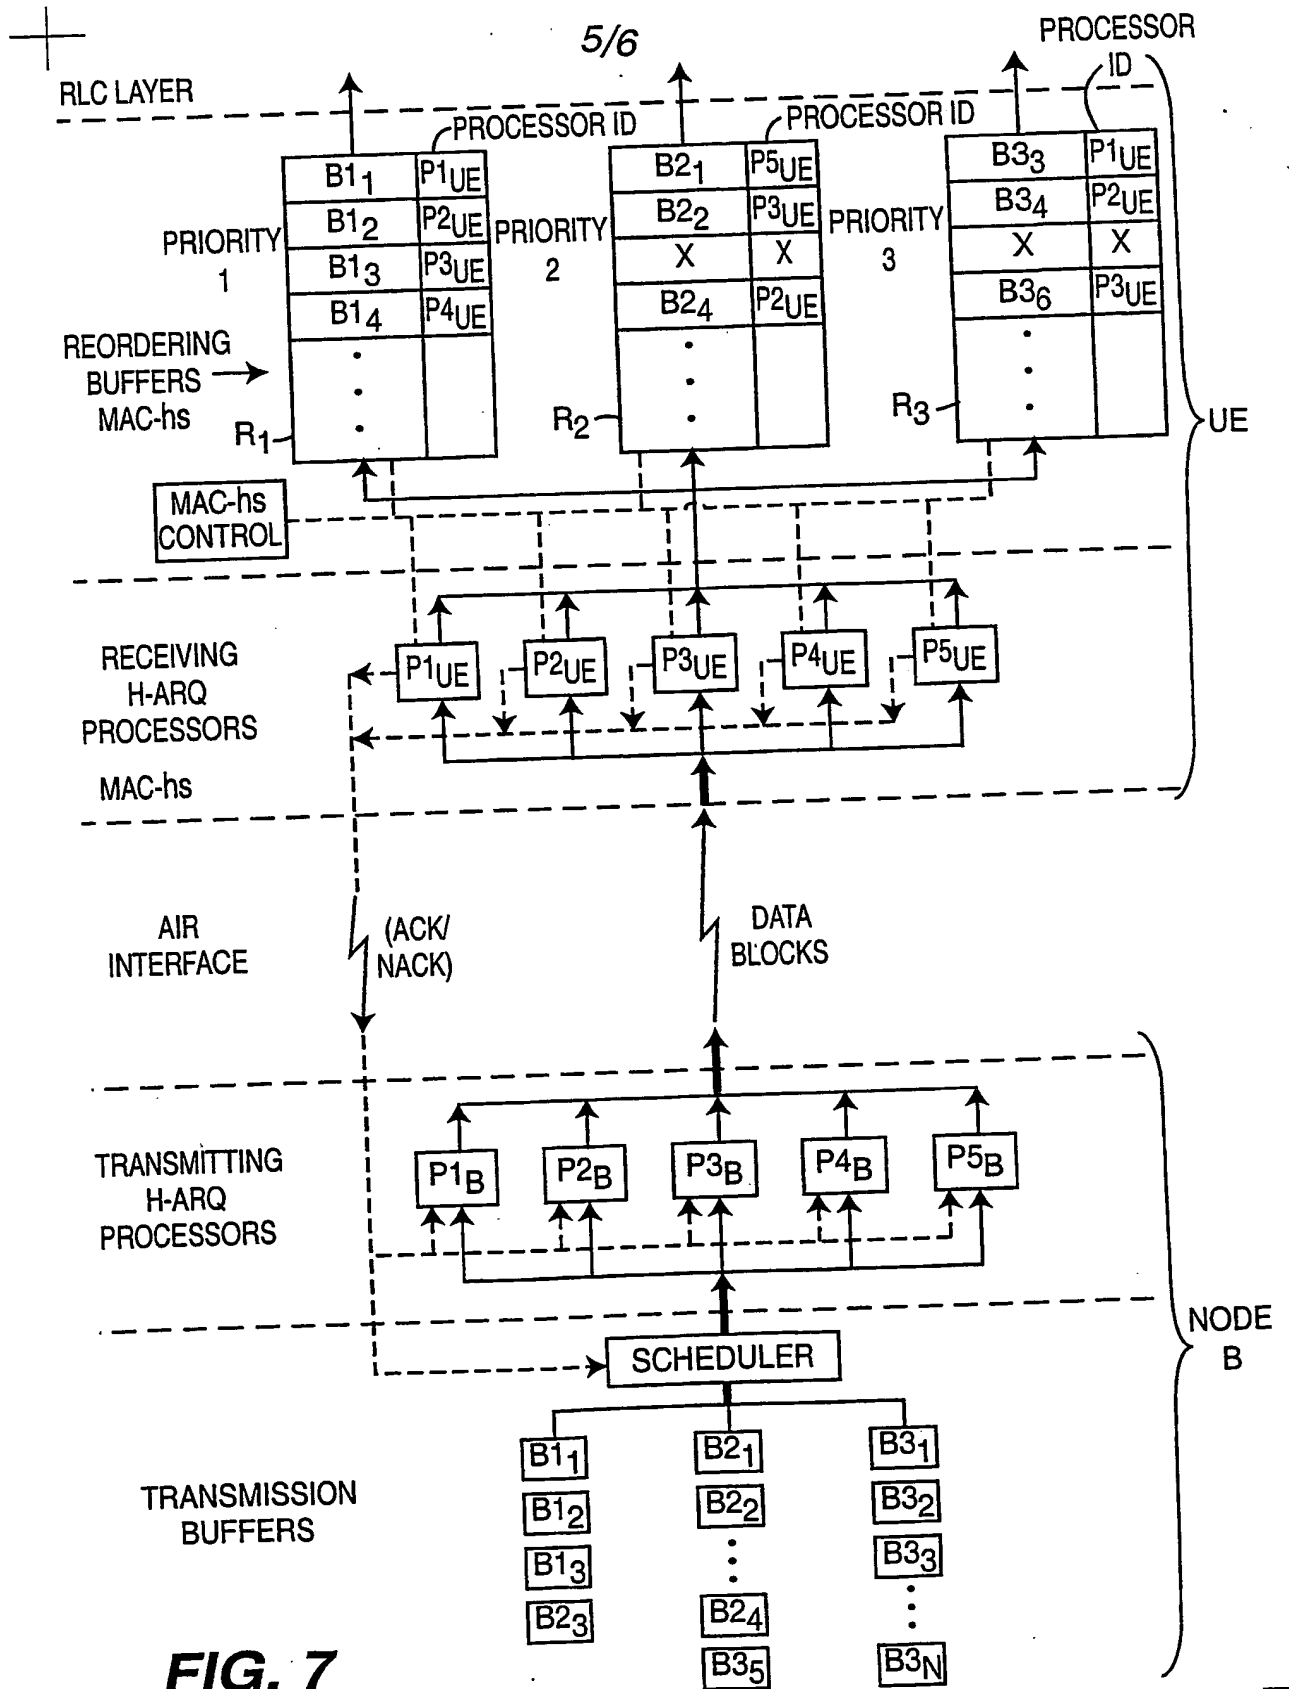 5/6
PROCESSOR
ID
RLC LAYER
PROCESSOR ID
PROCESSOR ID
B11 P1UE
B12 P2UE
B13 P3UE
B14 P4UE
PRIORITY
1
B21 P5UE
B22 P3UE
X X
B24 P2UE
PRIORITY
2
B33 P1UE
B34 P2UE
X X
B36 P3UE
PRIORITY
3
REORDERING
BUFFERS
MAC-hs
R1
R2
R3
UE
MAC-hs
CONTROL
RECEIVING
H-ARQ
PROCESSORS
MAC-hs
P1UE
P2UE
P3UE
P4UE
P5UE
AIR
INTERFACE
(ACK/
NACK)
DATA
BLOCKS
TRANSMITTING
H-ARQ
PROCESSORS
P1B
P2B
P3B
P4B
P5B
NODE
B
SCHEDULER
TRANSMISSION
BUFFERS
B11
B12
B13
B23
B21
B22
B24
B35
B31
B32
B33
B3N
FIG. 7